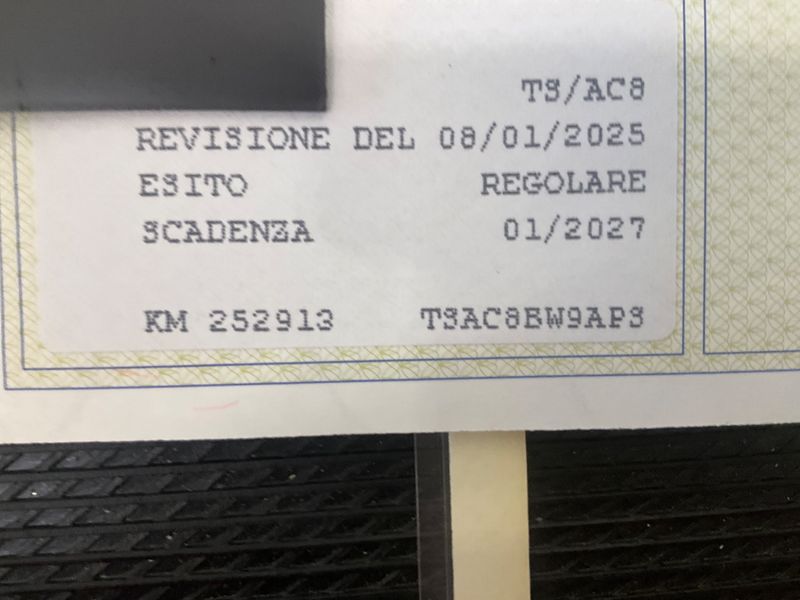 TS/AC8
REVISIONE DEL 08/01/2025
ESITO REGOLARE
SCADENZA 01/2027
KM 252913 TSAC8BW9APS